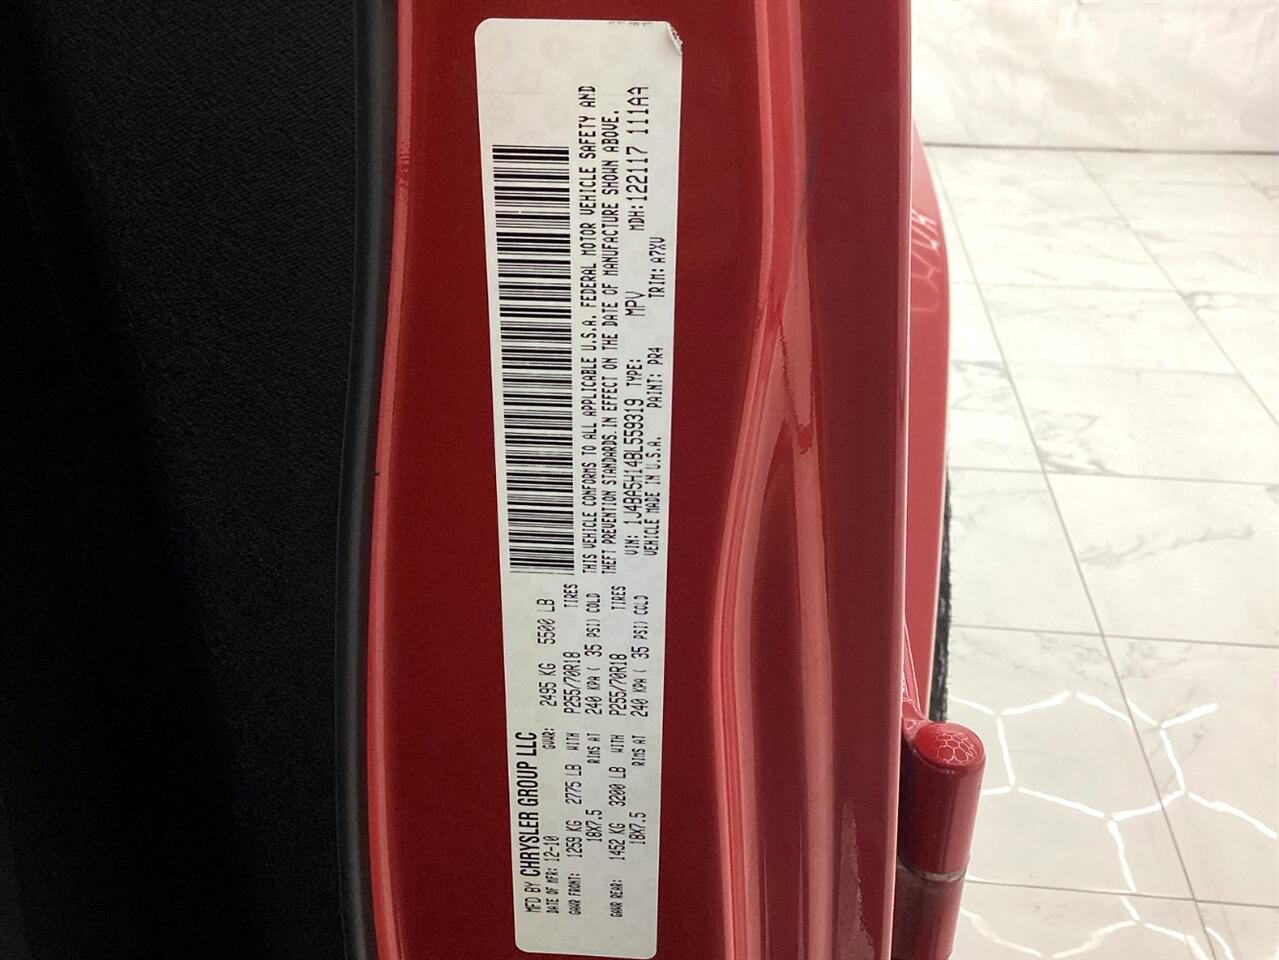 MFD BY CHRYSLER GROUP LLC
DATE OF MFR: 12-10 GVWR: 2495 KG 5500 LB
GAWR FRONT: 1259 KG 2775 LB WITH P255/70R18 TIRES
18X7.5 RIMS AT 240 KPA ( 35 PSI) COLD
GAWR REAR: 1452 KG 3200 LB WITH P255/70R18 TIRES
18X7.5 RIMS AT 240 KPA ( 35 PSI) COLD
THIS VEHICLE CONFORMS TO ALL APPLICABLE U.S.A. FEDERAL MOTOR VEHICLE SAFETY AND
THEFT PREVENTION STANDARDS IN EFFECT ON THE DATE OF MANUFACTURE SHOWN ABOVE.
VIN: 1J4BA5H14BL559319 TYPE: MPV MDH: 122117 111AA
VEHICLE MADE IN U.S.A. PAINT: PR4 TRIM: A7XV